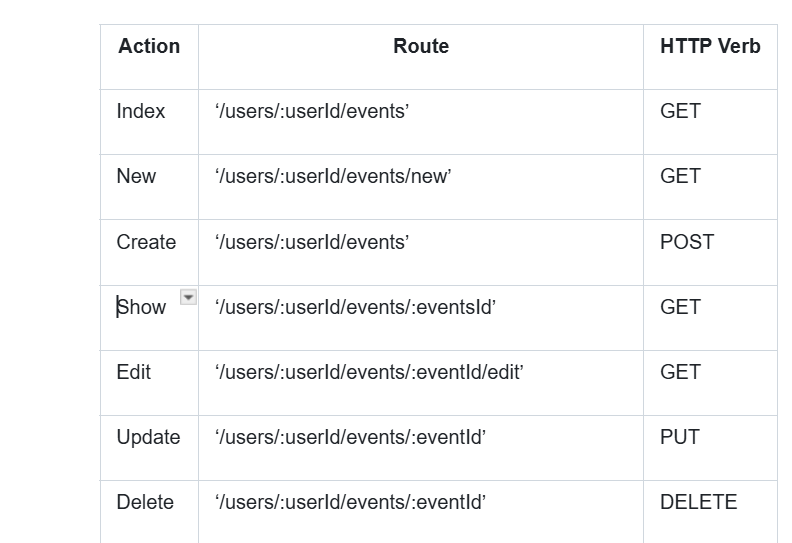 Action Route HTTP Verb
Index ‘/users/:userId/events’ GET
New ‘/users/:userId/events/new’ GET
Create ‘/users/:userId/events’ POST
Show ‘/users/:userId/events/:eventsId’ GET
Edit ‘/users/:userId/events/:eventId/edit’ GET
Update ‘/users/:userId/events/:eventId’ PUT
Delete ‘/users/:userId/events/:eventId’ DELETE